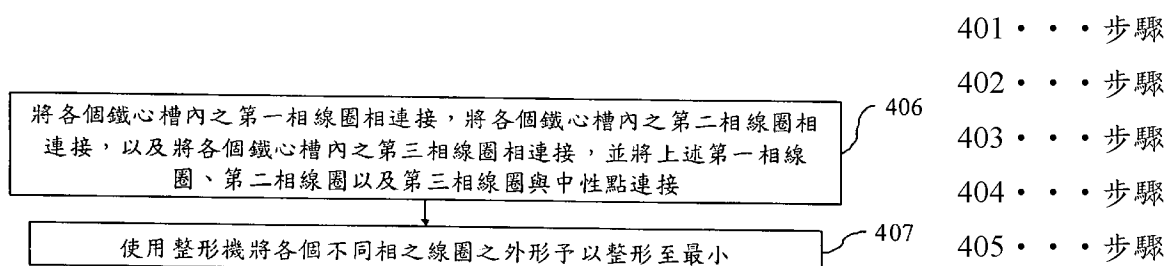 將各個鐵心槽內之第一相線圈相連接，將各個鐵心槽內之第二相線圈相
連接，以及將各個鐵心槽內之第三相線圈相連接，並將上述第一相線
圈、第二相線圈以及第三相線圈與中性點連接
406
使用整形機將各個不同相之線圈之外形予以整形至最小
407
401・・・步驟
402・・・步驟
403・・・步驟
404・・・步驟
405・・・步驟